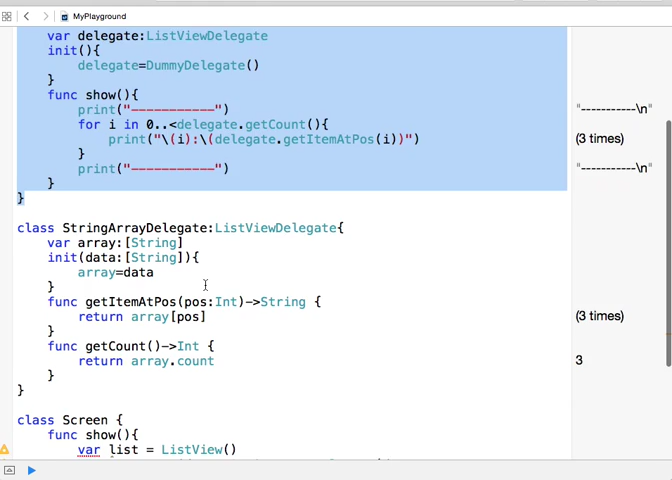 MyPlayground
var delegate:ListViewDelegate
init(){
delegate=DummyDelegate()
}
func show(){
print("-----------") "-----------\n"
for i in 0..<delegate.getCount(){
print("\(i):\(delegate.getItemAtPos(i))") (3 times)
}
print("-----------") "-----------\n"
}
}
class StringArrayDelegate:ListViewDelegate{
var array:[String]
init(data:[String]){
array=data
}
func getItemAtPos(pos:Int)->String {
return array[pos] (3 times)
}
func getCount()->Int {
return array.count 3
}
}
class Screen {
func show(){
var list = ListView()